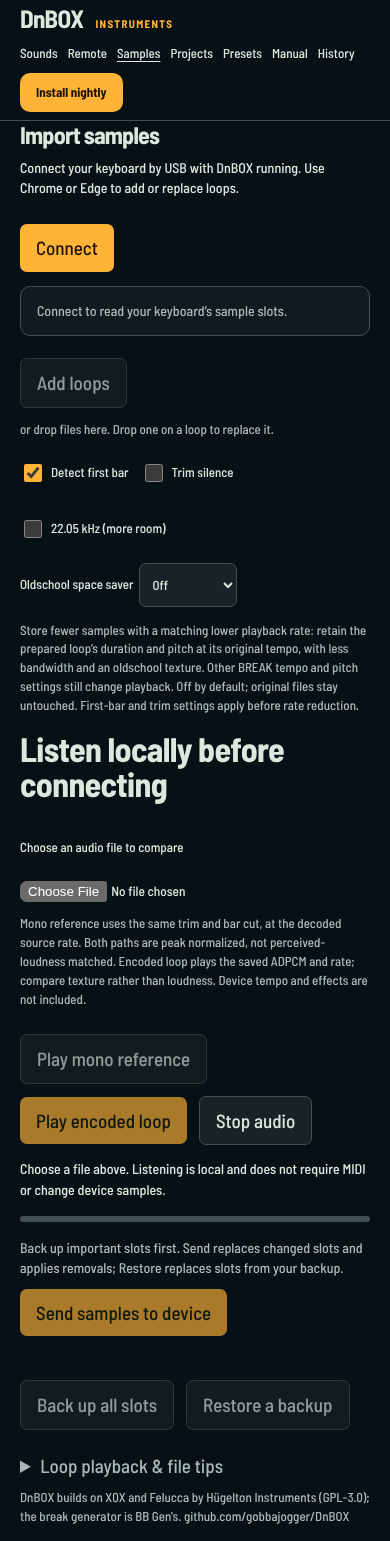 DnBOX INSTRUMENTS
Sounds Remote Samples Projects Presets Manual History
Install nightly
Import samples
Connect your keyboard by USB with DnBOX running. Use
Chrome or Edge to add or replace loops.
Connect
Connect to read your keyboard's sample slots.
Add loops
or drop files here. Drop one on a loop to replace it.
Detect first bar Trim silence
22.05 kHz (more room)
Oldschool space saver Off
Store fewer samples with a matching lower playback rate: retain the
prepared loop's duration and pitch at its original tempo, with less
bandwidth and an oldschool texture. Other BREAK tempo and pitch
settings still change playback. Off by default; original files stay
untouched. First-bar and trim settings apply before rate reduction.
Listen locally before
connecting
Choose an audio file to compare
Choose File No file chosen
Mono reference uses the same trim and bar cut, at the decoded
source rate. Both paths are peak normalized, not perceived-
loudness matched. Encoded loop plays the saved ADPCM and rate;
compare texture rather than loudness. Device tempo and effects are
not included.
Play mono reference
Play encoded loop Stop audio
Choose a file above. Listening is local and does not require MIDI
or change device samples.
Back up important slots first. Send replaces changed slots and
applies removals; Restore replaces slots from your backup.
Send samples to device
Back up all slots Restore a backup
Loop playback & file tips
DnBOX builds on X0X and Felucca by Hügelton Instruments (GPL-3.0);
the break generator is BB Gen's. github.com/gobbajogger/DnBOX